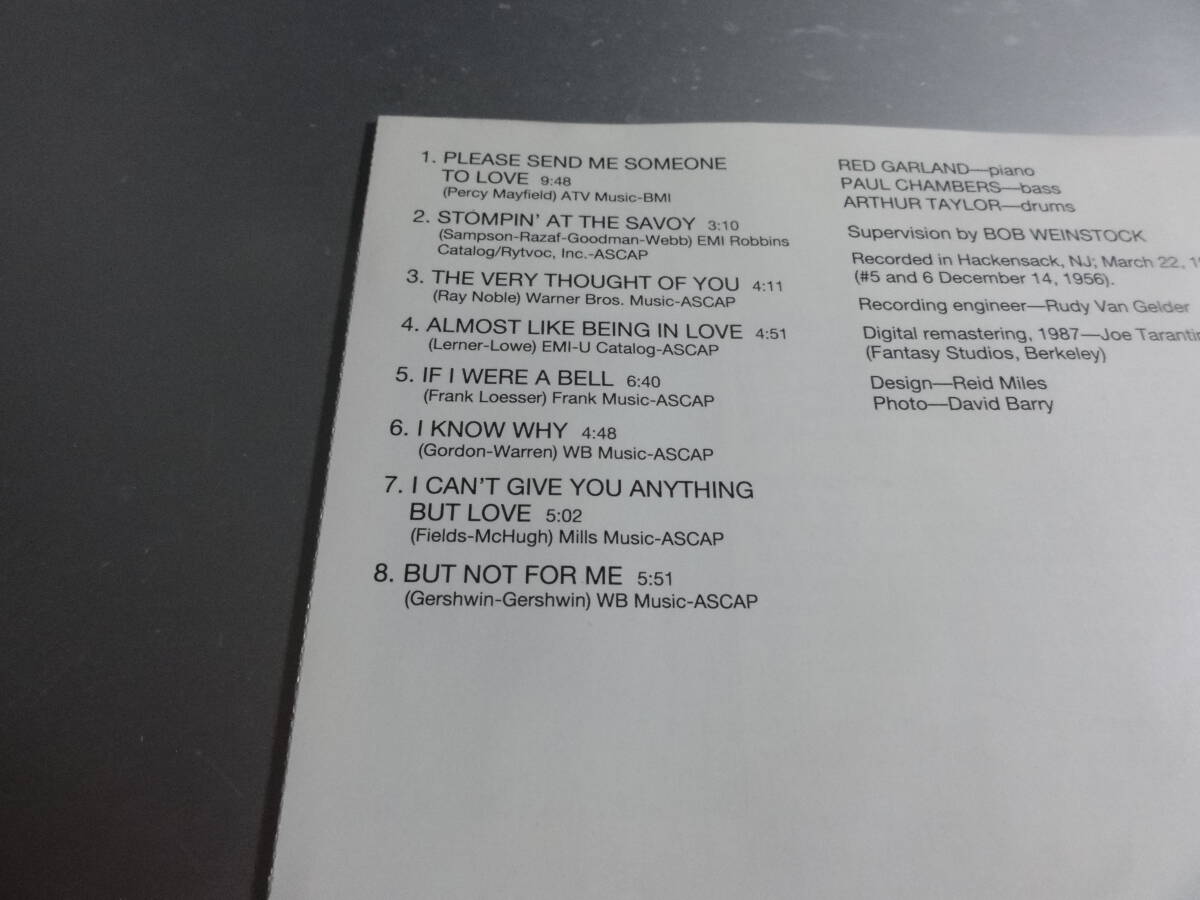 1. PLEASE SEND ME SOMEONE
TO LOVE 9:48
(Percy Mayfield) ATV Music-BMI
2. STOMPIN' AT THE SAVOY 3:10
(Sampson-Razaf-Goodman-Webb) EMI Robbins
Catalog/Rytvoc, Inc.-ASCAP
3. THE VERY THOUGHT OF YOU 4:11
(Ray Noble) Warner Bros. Music-ASCAP
4. ALMOST LIKE BEING IN LOVE 4:51
(Lerner-Lowe) EMI-U Catalog-ASCAP
5. IF I WERE A BELL 6:40
(Frank Loesser) Frank Music-ASCAP
6. I KNOW WHY 4:48
(Gordon-Warren) WB Music-ASCAP
7. I CAN'T GIVE YOU ANYTHING
BUT LOVE 5:02
(Fields-McHugh) Mills Music-ASCAP
8. BUT NOT FOR ME 5:51
(Gershwin-Gershwin) WB Music-ASCAP
RED GARLAND—piano
PAUL CHAMBERS—bass
ARTHUR TAYLOR—drums
Supervision by BOB WEINSTOCK
Recorded in Hackensack, NJ; March 22,
(#5 and 6 December 14, 1956).
Recording engineer—Rudy Van Gelder
Digital remastering, 1987—Joe Tarantin
(Fantasy Studios, Berkeley)
Design—Reid Miles
Photo—David Barry